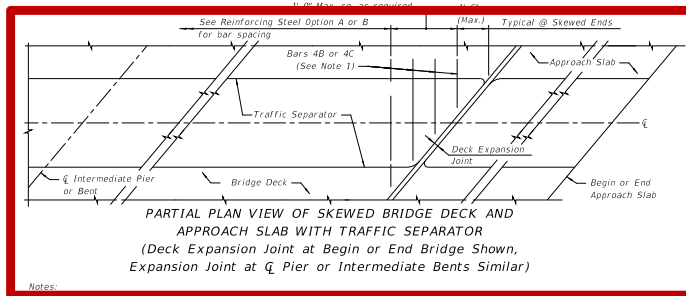 See Reinforcing Steel Option A or B
for bar spacing
(Max.)
Typical @ Skewed Ends
Bars 4B or 4C
(See Note 1)
Approach Slab
Traffic Separator
℄
Deck Expansion
Joint
℄ Intermediate Pier
or Bent
Bridge Deck
Begin or End
Approach Slab
PARTIAL PLAN VIEW OF SKEWED BRIDGE DECK AND
APPROACH SLAB WITH TRAFFIC SEPARATOR
(Deck Expansion Joint at Begin or End Bridge Shown,
Expansion Joint at ℄ Pier or Intermediate Bents Similar)
Notes: